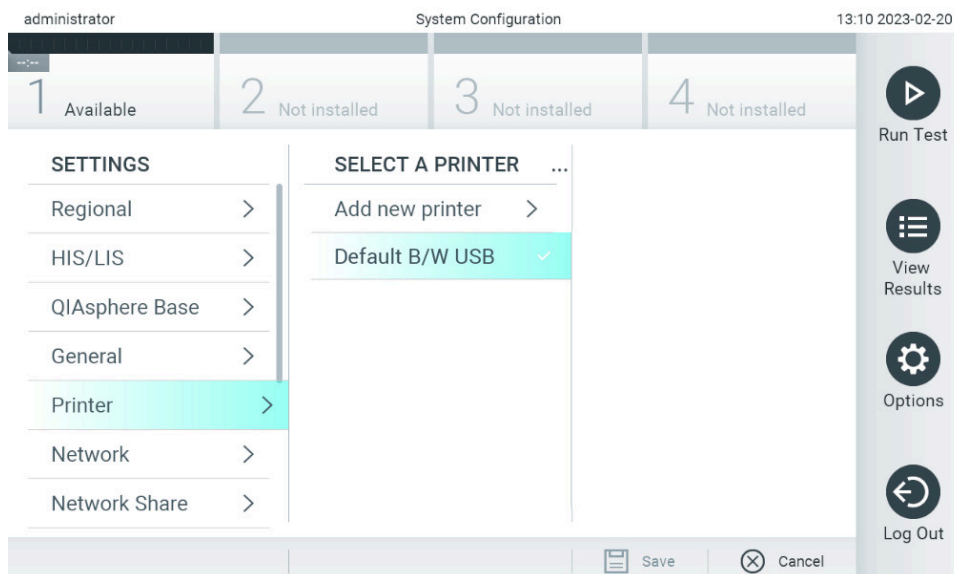 administrator System Configuration 13:10 2023-02-20
--:--
1 Available 2 Not installed 3 Not installed 4 Not installed
Run Test
SETTINGS SELECT A PRINTER ...
Regional Add new printer
HIS/LIS Default B/W USB
View
Results
QIAsphere Base
General
Printer
Options
Network
Network Share
Log Out
Save Cancel